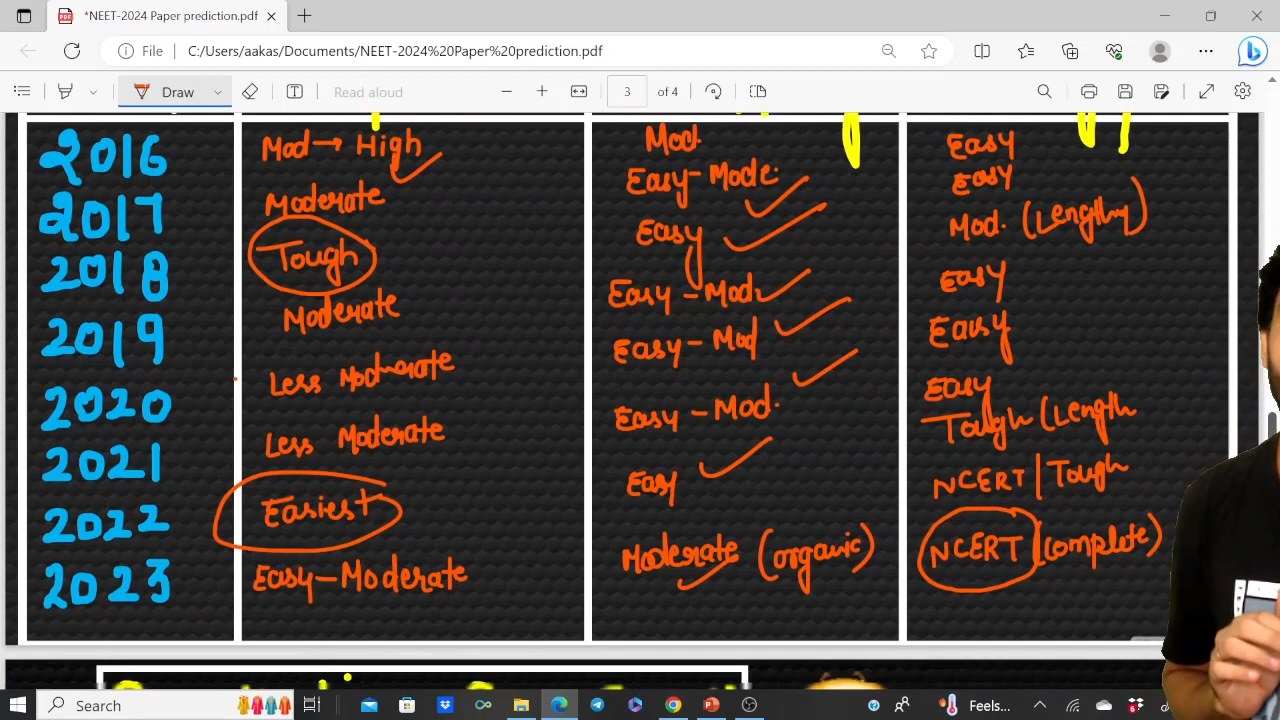 *NEET-2024 Paper prediction.pdf
File C:/Users/aakas/Documents/NEET-2024%20Paper%20prediction.pdf
Draw Read aloud 3 of 4
2016 Mod → High Mod. Easy
2017 Moderate Easy-Mode. Easy
2018 Tough Easy Mod. (Lengthy)
2019 Moderate Easy-Mod. Easy
2020 Less Moderate Easy-Mod Easy
2021 Less Moderate Easy-Mod. Easy
Tough (Length
2022 Easiest Easy NCERT | Tough
2023 Easy-Moderate Moderate (organic) NCERT (complete)
Search Feels... ENG